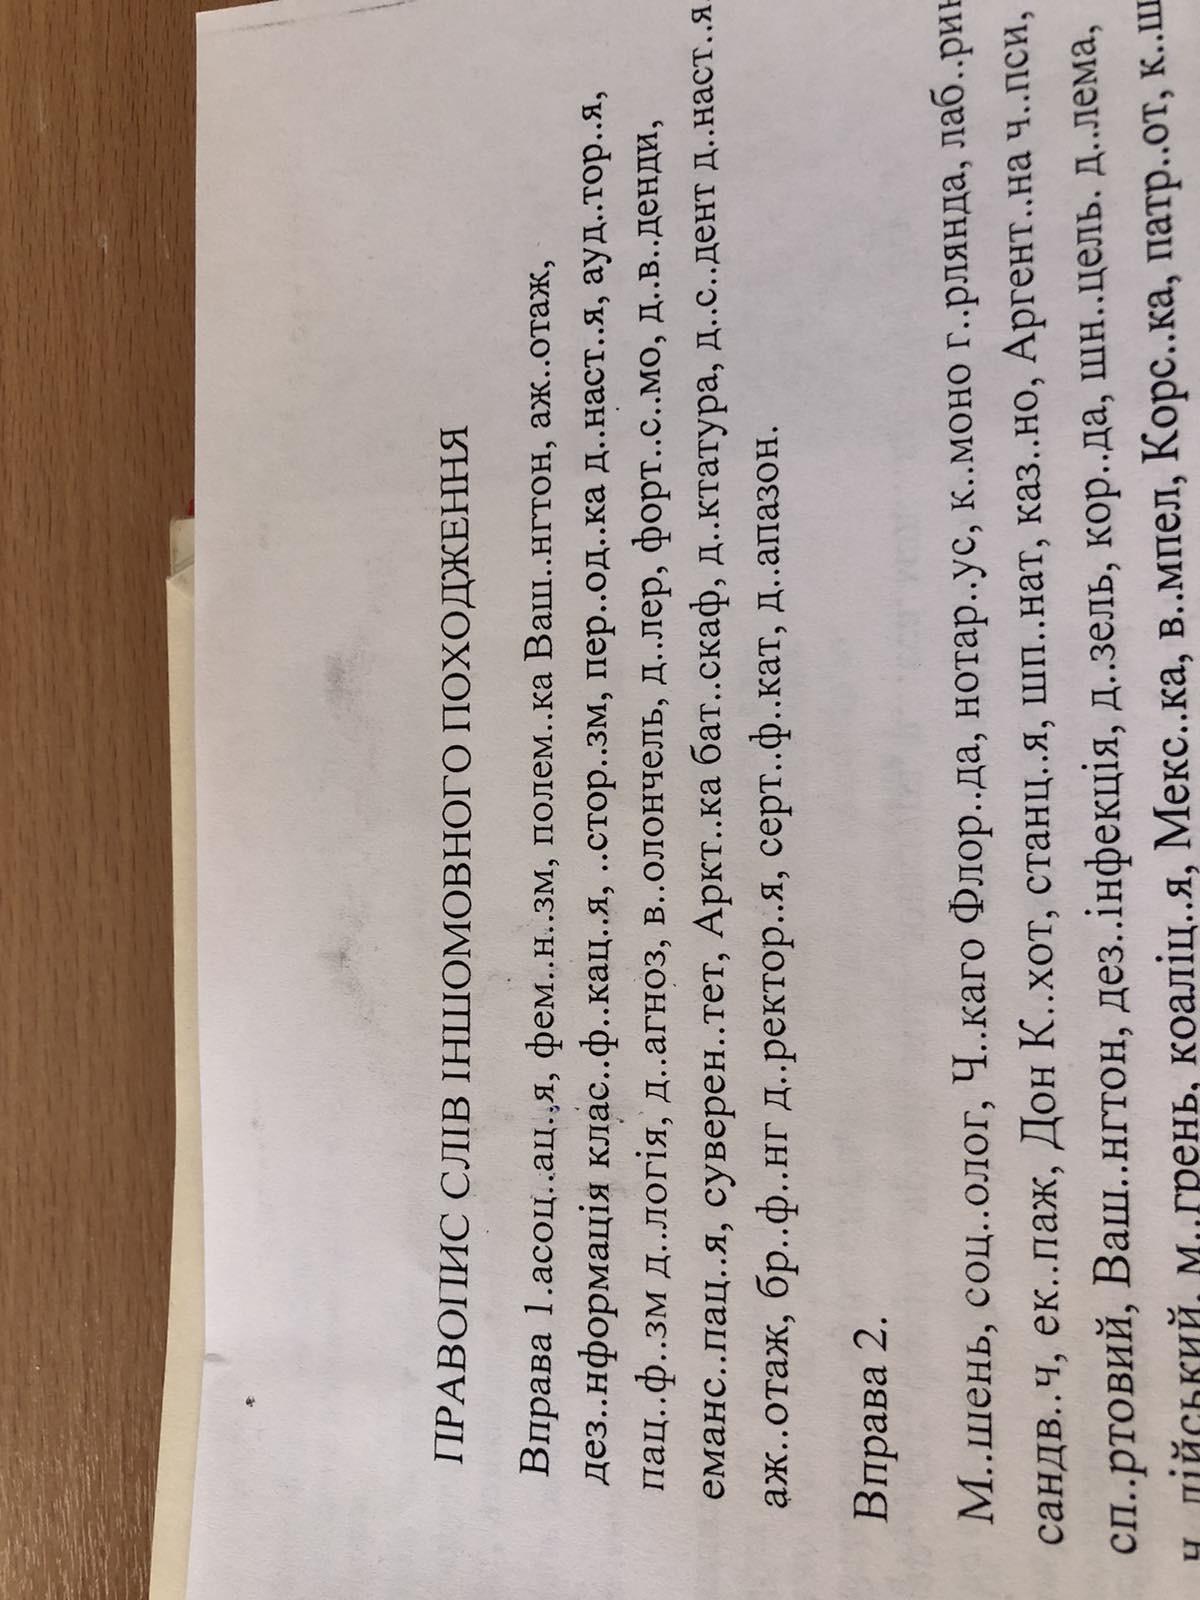 ПРАВОПИС СЛІВ ІНШОМОВНОГО ПОХОДЖЕННЯ
Вправа 1.асоц..ац..я, фем..н..зм, полем..ка Ваш..нгтон, аж..отаж,
дез..нформація клас..ф..кац..я, ..стор..зм, пер..од..ка д..наст..я, ауд..тор..я,
пац..ф..зм д..логія, д..агноз, в..олончель, д..лер, форт..с..мо, д..в..денди,
еманс..пац..я, суверен..тет, Аркт..ка бат..скаф, д..ктатура, д..с..дент д..наст..я.
аж..отаж, бр..ф..нг д..ректор..я, серт..ф..кат, д..апазон.
Вправа 2.
М..шень, соц..олог, Ч..каго Флор..да, нотар..ус, к..моно г..рлянда,
сандв..ч, ек..паж, Дон К..хот, станц..я, шп..нат, каз..но, Аргент..на ч..пси,
сп..ртовий, Ваш..нгтон, дез..інфекція, д..зель, кор..да, шн..цель. д..лема,
м..грень, коаліц..я, Мекс..ка, в..мпел, Корс..ка, патр..от,